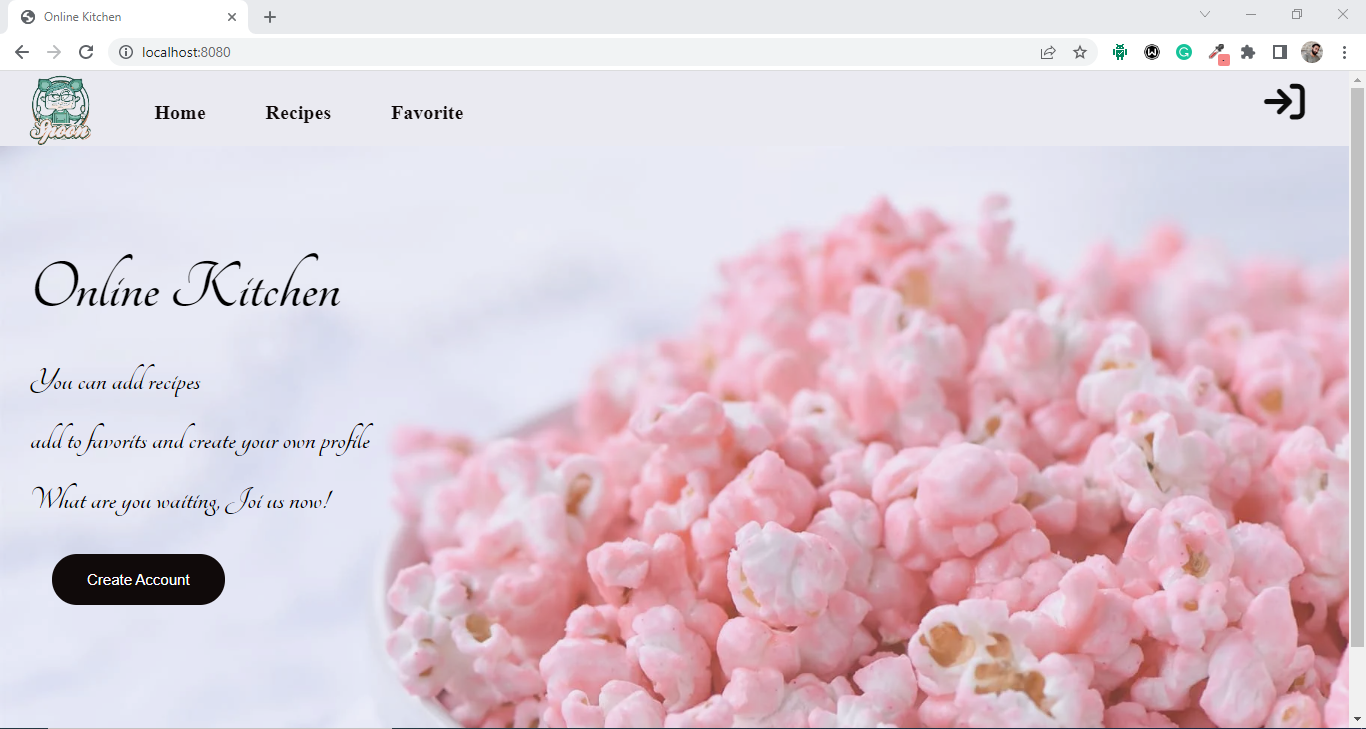 Online Kitchen
localhost:8080
Spoon
Home
Recipes
Favorite
Online Kitchen
You can add recipes
add to favorits and create your own profile
What are you waiting, Joi us now!
Create Account